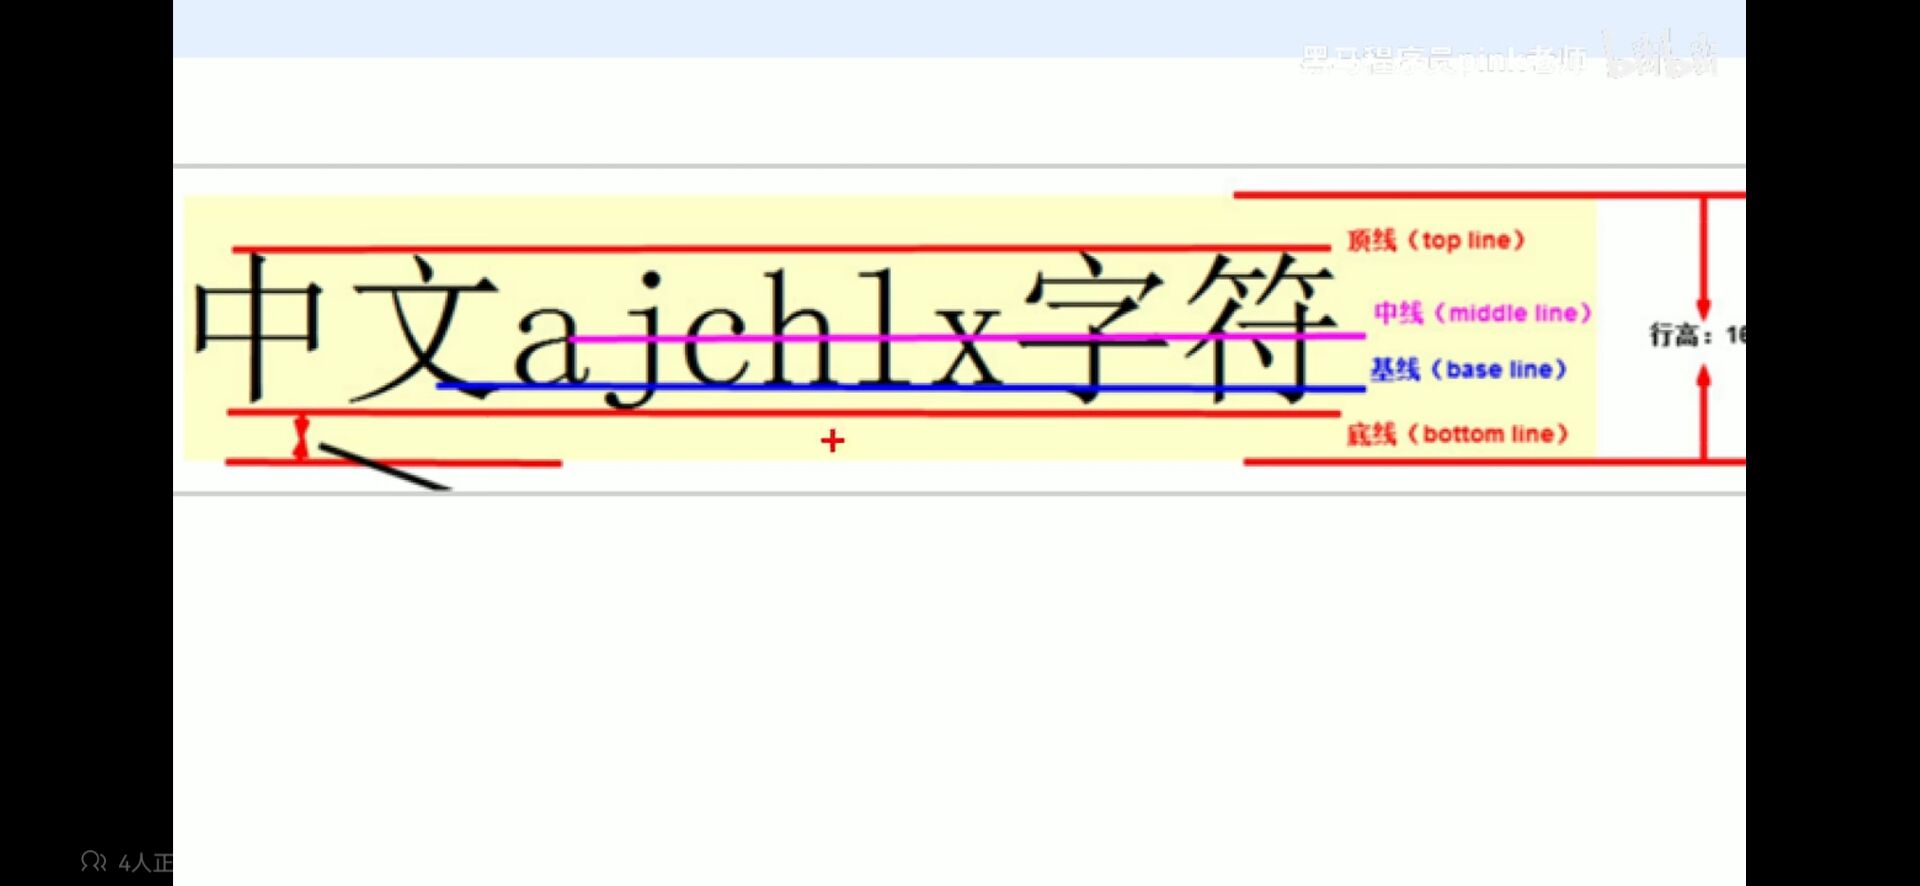 黑马程序员pink老师 bilibili
顶线（top line）
中文ajchlx字符
中线（middle line）
行高：16
基线（base line）
底线（bottom line）
4人正